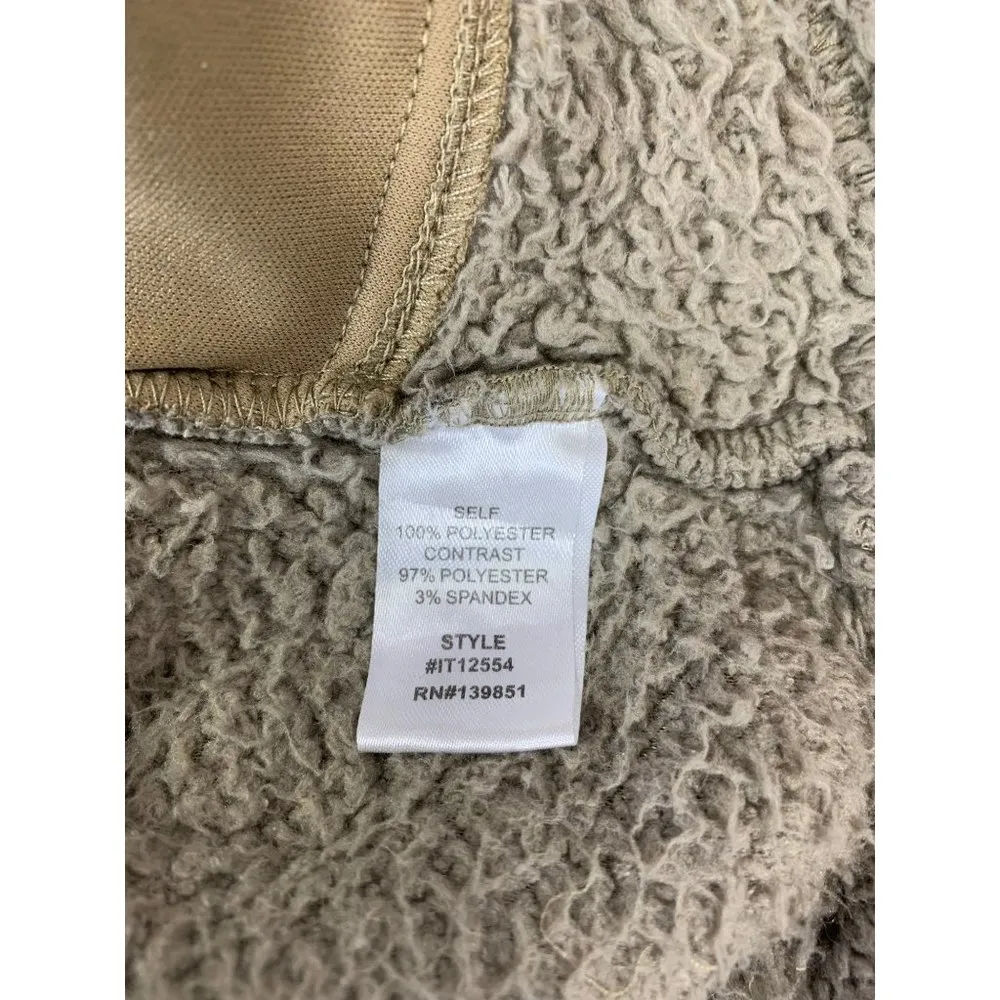 SELF
100% POLYESTER
CONTRAST
97% POLYESTER
3% SPANDEX
STYLE
#IT12554
RN#139851